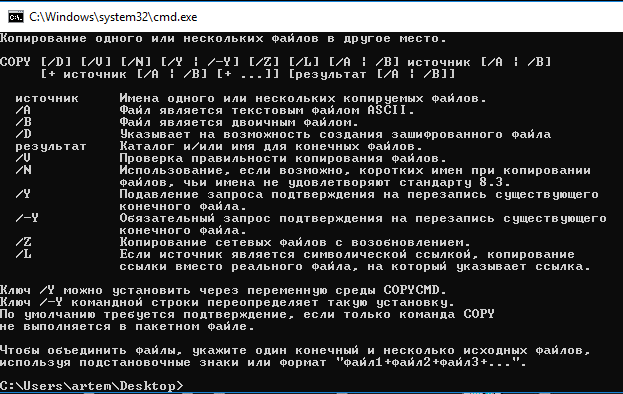 C:\Windows\system32\cmd.exe
Копирование одного или нескольких файлов в другое место.
COPY [/D] [/V] [/N] [/Y | /-Y] [/Z] [/L] [/A | /B] источник [/A | /B]
[+ источник [/A | /B] [+ ...]] [результат [/A | /B]]
источник Имена одного или нескольких копируемых файлов.
/A Файл является текстовым файлом ASCII.
/B Файл является двоичным файлом.
/D Указывает на возможность создания зашифрованного файла
результат Каталог и/или имя для конечных файлов.
/V Проверка правильности копирования файлов.
/N Использование, если возможно, коротких имен при копировании
файлов, чьи имена не удовлетворяют стандарту 8.3.
/Y Подавление запроса подтверждения на перезапись существующего
конечного файла.
/-Y Обязательный запрос подтверждения на перезапись существующего
конечного файла.
/Z Копирование сетевых файлов с возобновлением.
/L Если источник является символической ссылкой, копирование
ссылки вместо реального файла, на который указывает ссылка.
Ключ /Y можно установить через переменную среды COPYCMD.
Ключ /-Y командной строки переопределяет такую установку.
По умолчанию требуется подтверждение, если только команда COPY
не выполняется в пакетном файле.
Чтобы объединить файлы, укажите один конечный и несколько исходных файлов,
используя подстановочные знаки или формат "файл1+файл2+файл3+...".
C:\Users\artem\Desktop>